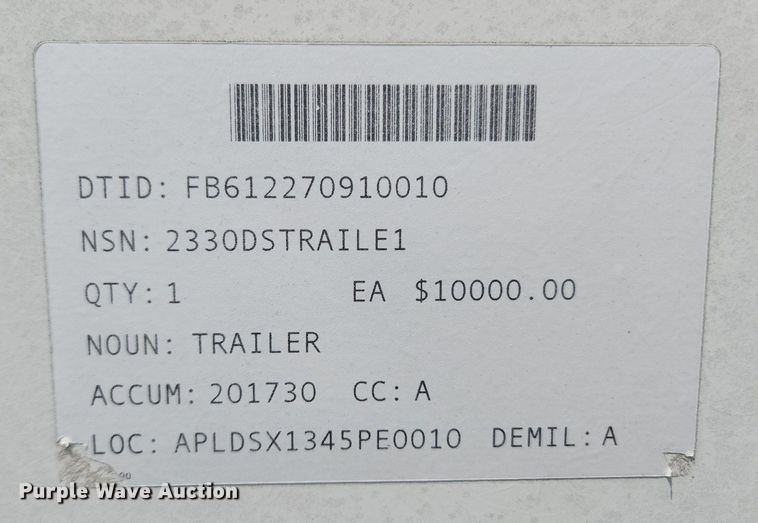 DTID: FB612270910010
NSN: 2330DSTRAILE1
QTY: 1 EA $10000.00
NOUN: TRAILER
ACCUM: 201730 CC: A
LOC: APLDSX1345PE0010 DEMIL: A
Purple Wave Auction